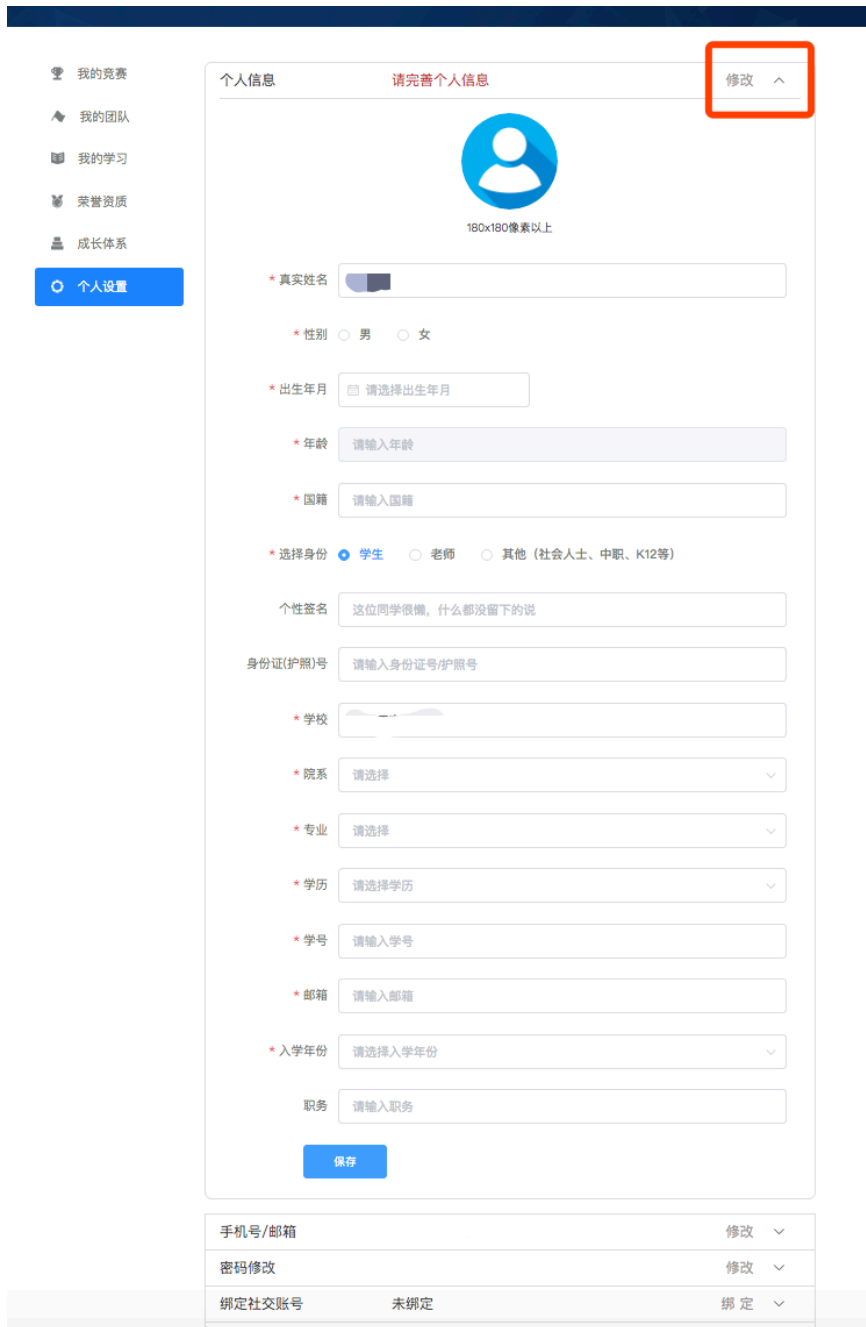 我的竞赛
我的团队
我的学习
荣誉资质
成长体系
个人设置
个人信息 请完善个人信息 修改
180x180像素以上
* 真实姓名
* 性别 男 女
* 出生年月 请选择出生年月
* 年龄 请输入年龄
* 国籍 请输入国籍
* 选择身份 学生 老师 其他（社会人士、中职、K12等）
个性签名 这位同学很懒，什么都没留下的说
身份证(护照)号 请输入身份证号/护照号
* 学校
* 院系 请选择
* 专业 请选择
* 学历 请选择学历
* 学号 请输入学号
* 邮箱 请输入邮箱
* 入学年份 请选择入学年份
职务 请输入职务
保存
手机号/邮箱 修改
密码修改 修改
绑定社交账号 未绑定 绑 定